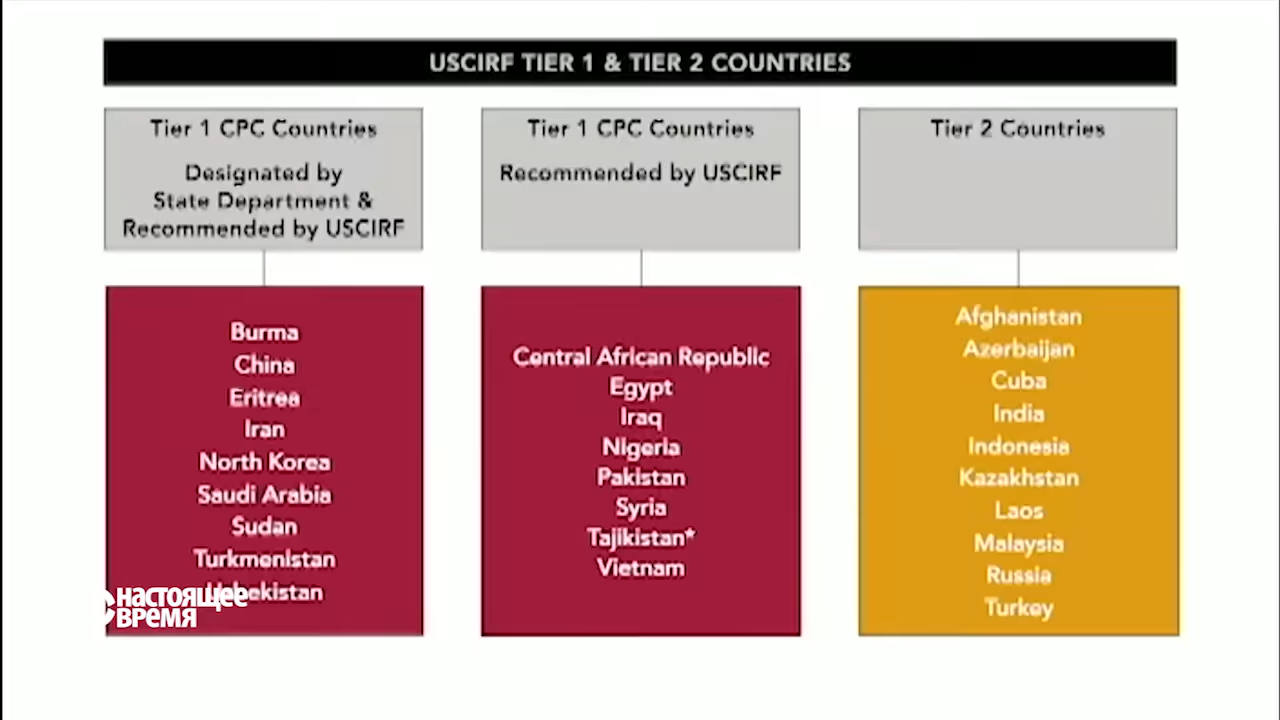 USCIRF TIER 1 & TIER 2 COUNTRIES
Tier 1 CPC Countries
Designated by
State Department &
Recommended by USCIRF
Burma
China
Eritrea
Iran
North Korea
Saudi Arabia
Sudan
Turkmenistan
Uzbekistan
Tier 1 CPC Countries
Recommended by USCIRF
Central African Republic
Egypt
Iraq
Nigeria
Pakistan
Syria
Tajikistan*
Vietnam
Tier 2 Countries
Afghanistan
Azerbaijan
Cuba
India
Indonesia
Kazakhstan
Laos
Malaysia
Russia
Turkey
НАСТОЯЩЕЕ
ВРЕМЯ